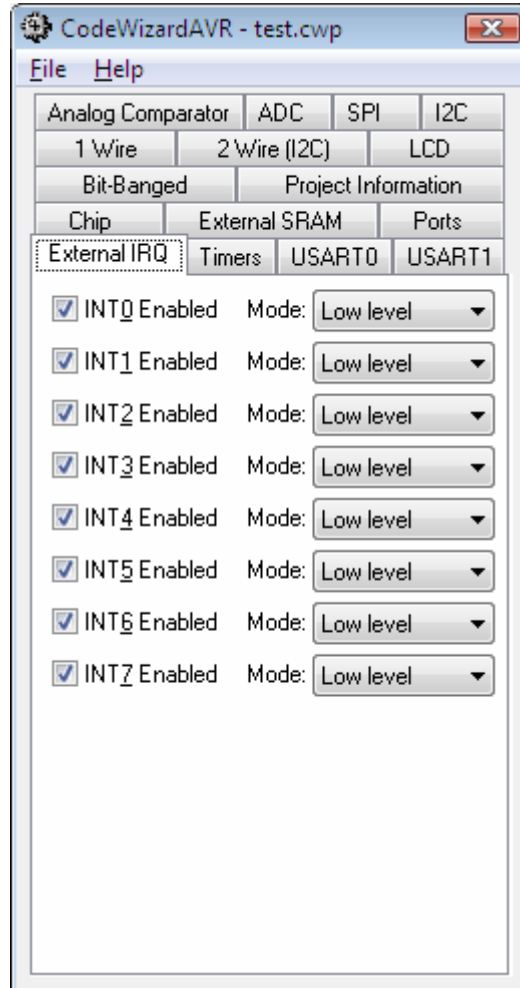 CodeWizardAVR - test.cwp
File Help
Analog Comparator ADC SPI I2C
1 Wire 2 Wire (I2C) LCD
Bit-Banged Project Information
Chip External SRAM Ports
External IRQ Timers USART0 USART1
INT0 Enabled Mode: Low level
INT1 Enabled Mode: Low level
INT2 Enabled Mode: Low level
INT3 Enabled Mode: Low level
INT4 Enabled Mode: Low level
INT5 Enabled Mode: Low level
INT6 Enabled Mode: Low level
INT7 Enabled Mode: Low level